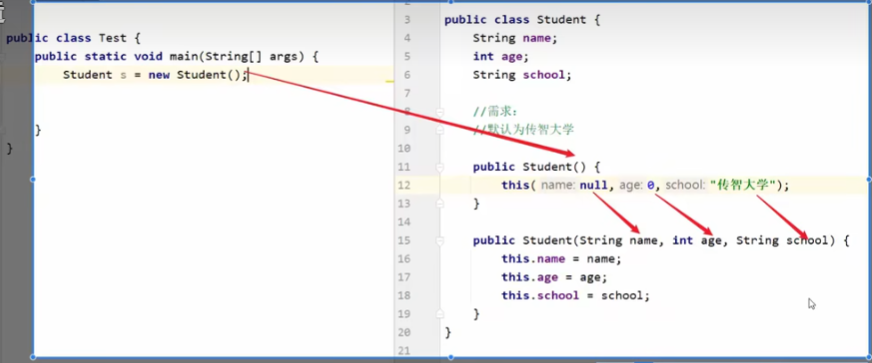 public class Test {
public static void main(String[] args) {
Student s = new Student();
}
}
3 public class Student {
4 String name;
5 int age;
6 String school;
7
8 //需求:
9 //默认为传智大学
10
11 public Student() {
12 this( name: null, age: 0, school: "传智大学");
13 }
14
15 public Student(String name, int age, String school) {
16 this.name = name;
17 this.age = age;
18 this.school = school;
19 }
20 }
21